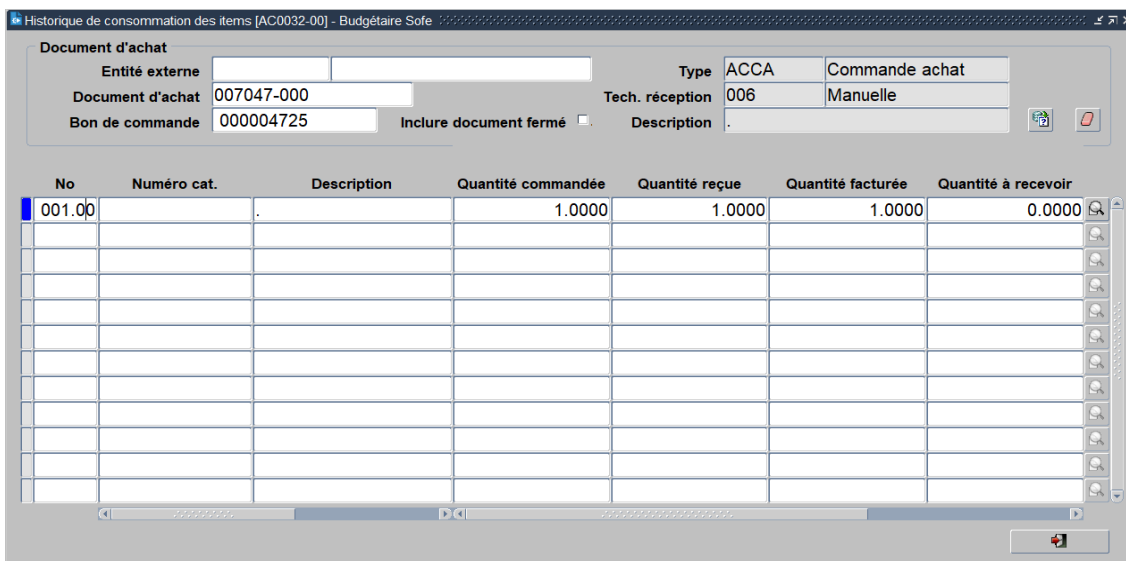 Historique de consommation des items [AC0032-00] - Budgétaire Sofe
Document d'achat
Entité externe Type ACCA Commande achat
Document d'achat 007047-000 Tech. réception 006 Manuelle
Bon de commande 000004725 Inclure document fermé Description .
No Numéro cat. Description Quantité commandée Quantité reçue Quantité facturée Quantité à recevoir
001.00 . 1.0000 1.0000 1.0000 0.0000